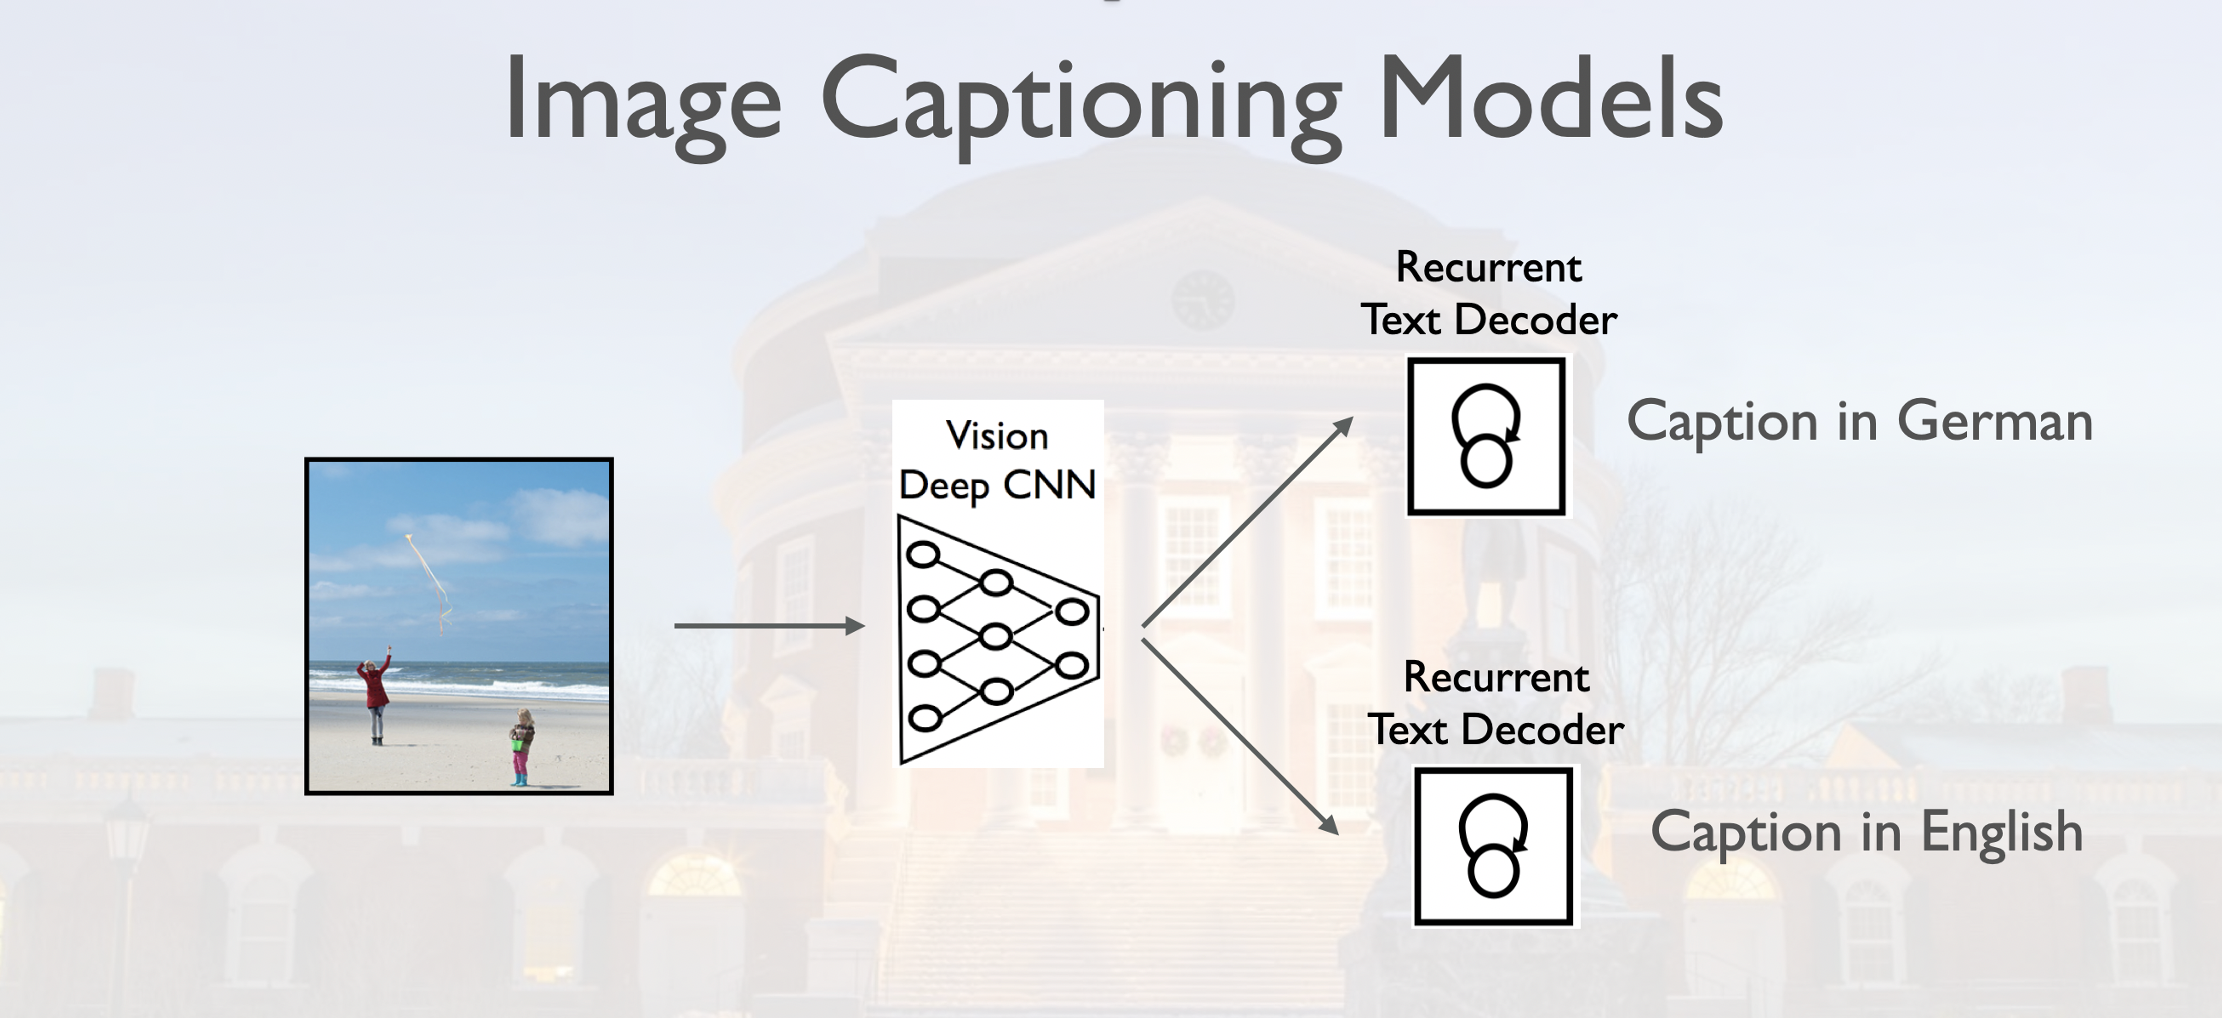 Image Captioning Models
Recurrent
Text Decoder
Caption in German
Vision
Deep CNN
Recurrent
Text Decoder
Caption in English